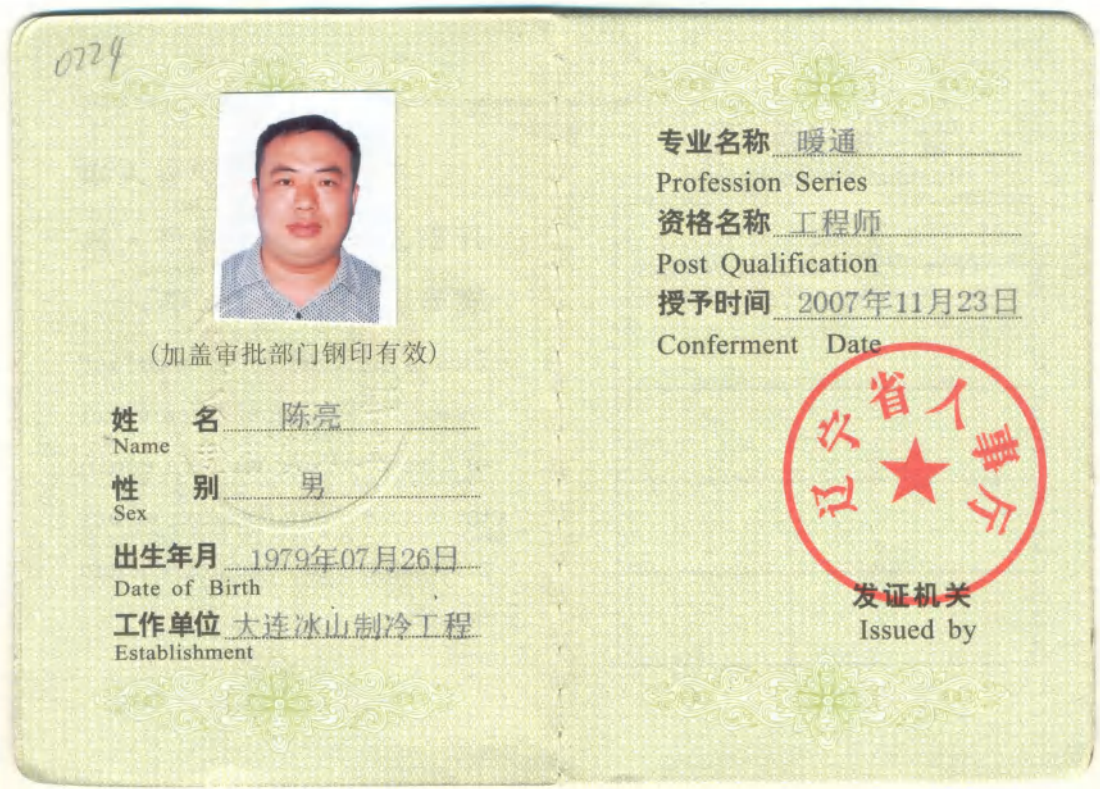 0224
(加盖审批部门钢印有效)
姓 名 陈亮
Name
性 别 男
Sex
出生年月 1979年07月26日
Date of Birth
工作单位 大连冰山制冷工程
Establishment
专业名称 暖通
Profession Series
资格名称 工程师
Post Qualification
授予时间 2007年11月23日
Conferment Date
辽宁省人事厅
发证机关
Issued by